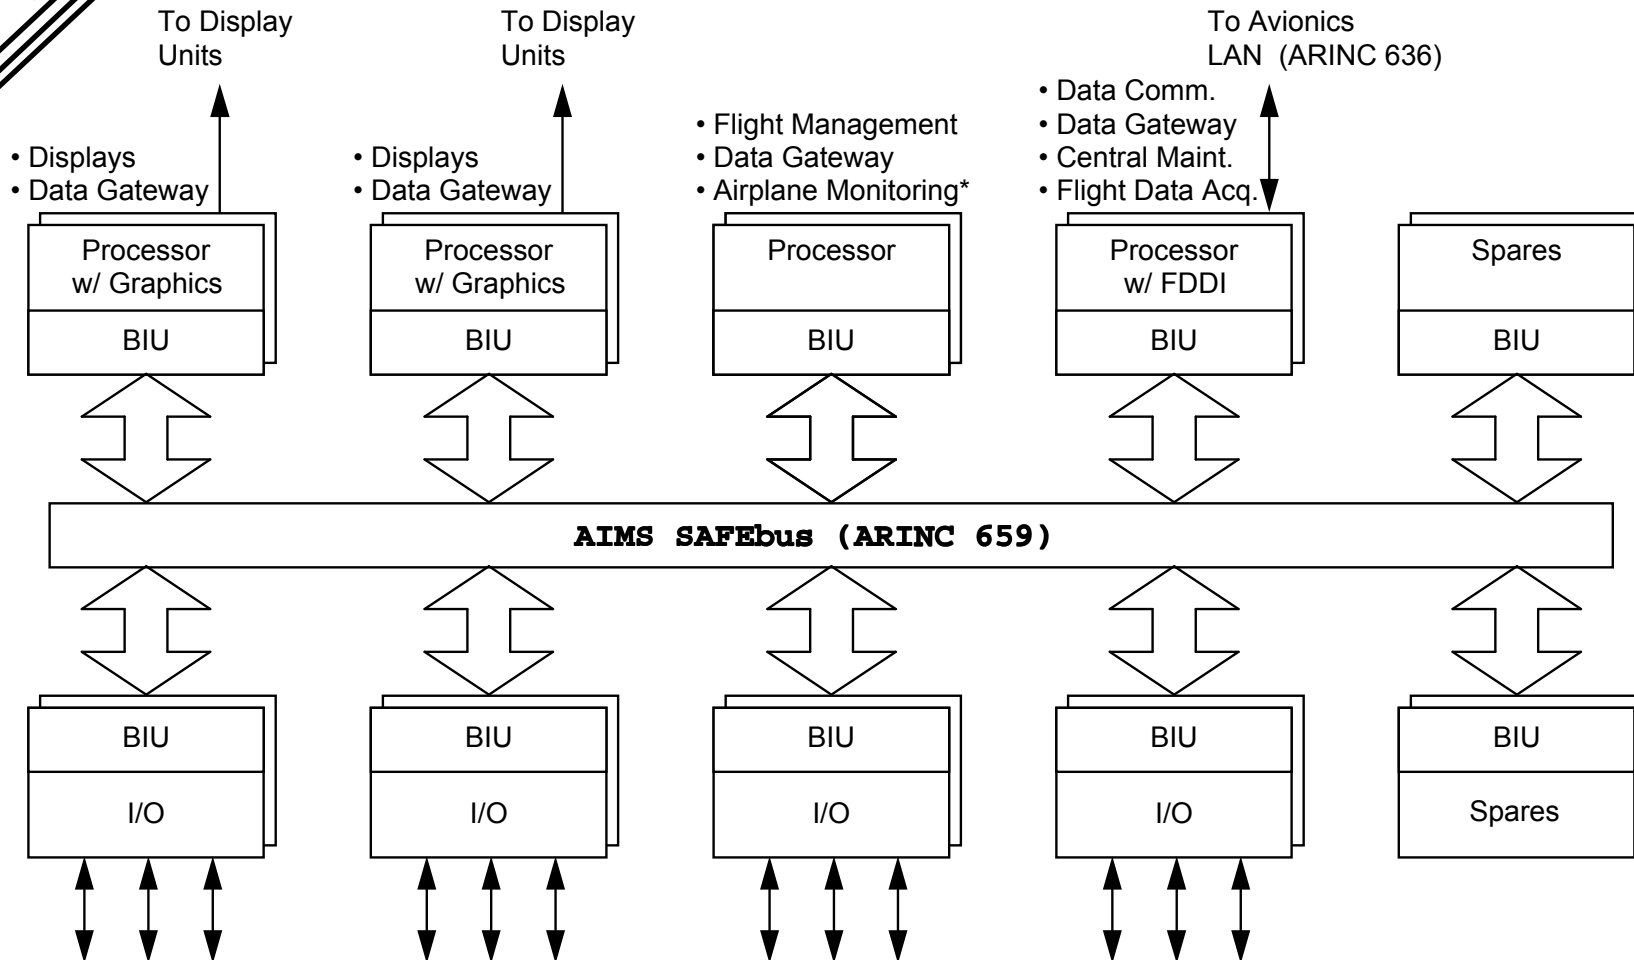 To Display
Units
To Display
Units
To Avionics
LAN (ARINC 636)
• Displays
• Data Gateway
• Displays
• Data Gateway
• Flight Management
• Data Gateway
• Airplane Monitoring*
• Data Comm.
• Data Gateway
• Central Maint.
• Flight Data Acq.
Processor
w/ Graphics
BIU
Processor
w/ Graphics
BIU
Processor
BIU
Processor
w/ FDDI
BIU
Spares
BIU
AIMS SAFEbus (ARINC 659)
BIU
I/O
BIU
I/O
BIU
I/O
BIU
I/O
BIU
Spares